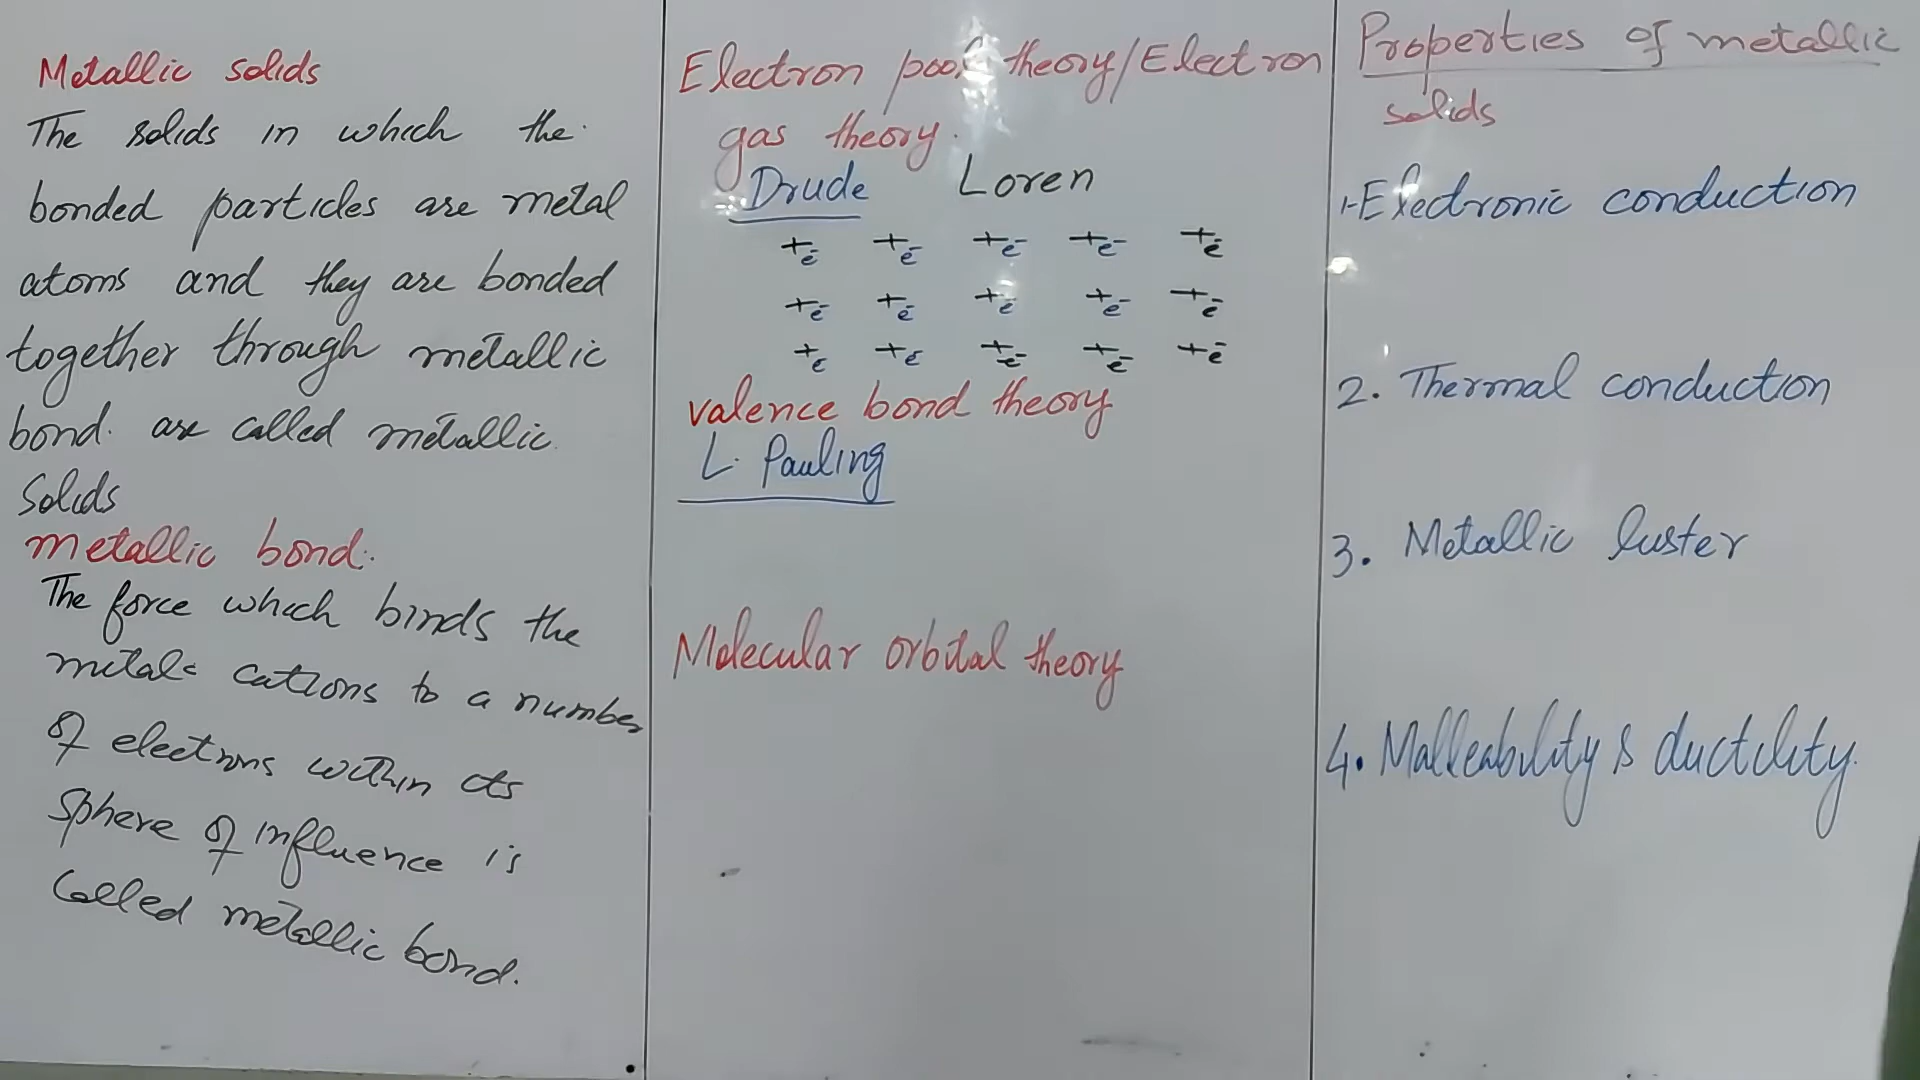 Metallic solids
The solids in which the
bonded particles are metal
atoms and they are bonded
together through metallic
bond. are called metallic.
Solids
metallic bond.
The force which binds the
metals cations to a number
of electrons within its
sphere of influence is
Called metallic bond.
Electron pool theory/Electron
gas theory.
Drude Loren
+e- +e- +e- +e- +e-
+e- +e- +e- +e- +e-
+e- +e- +e- +e- +e-
valence bond theory
L. Pauling
Molecular orbital theory
Properties of metallic
solids
1-Electronic conduction
2. Thermal conduction
3. Metallic luster
4. Malleability & ductility.